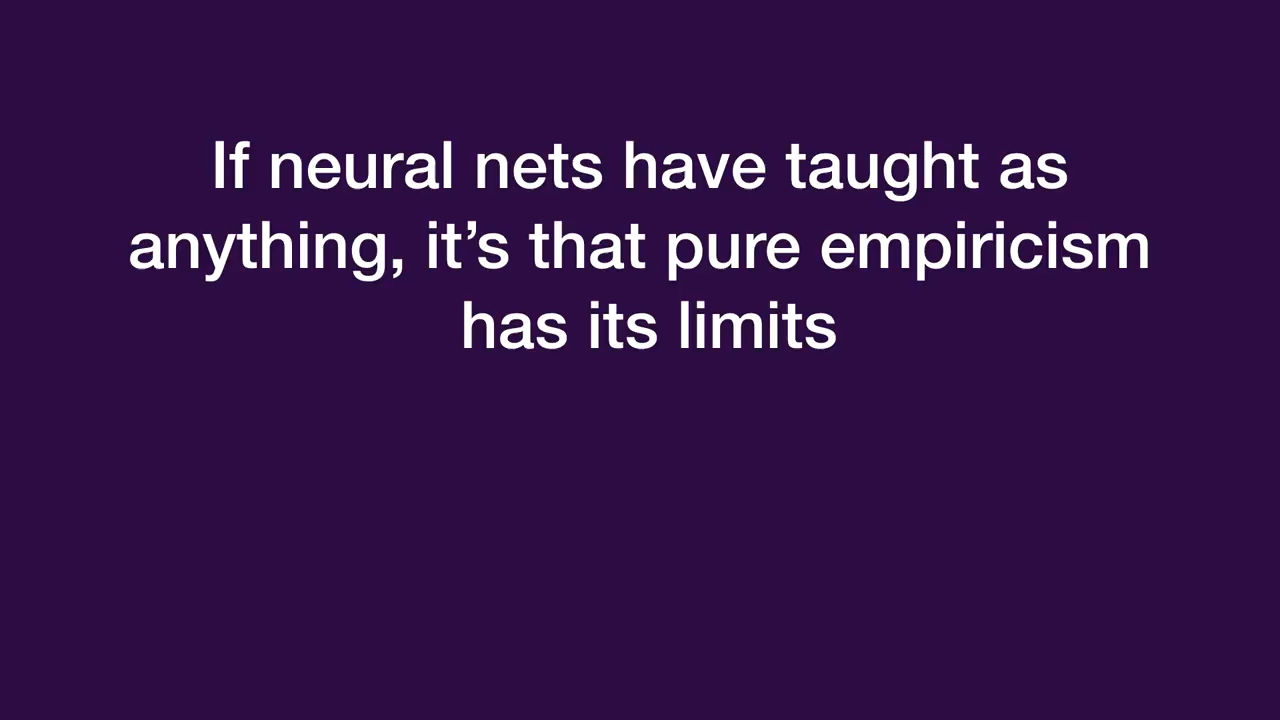 If neural nets have taught as
anything, it’s that pure empiricism
has its limits